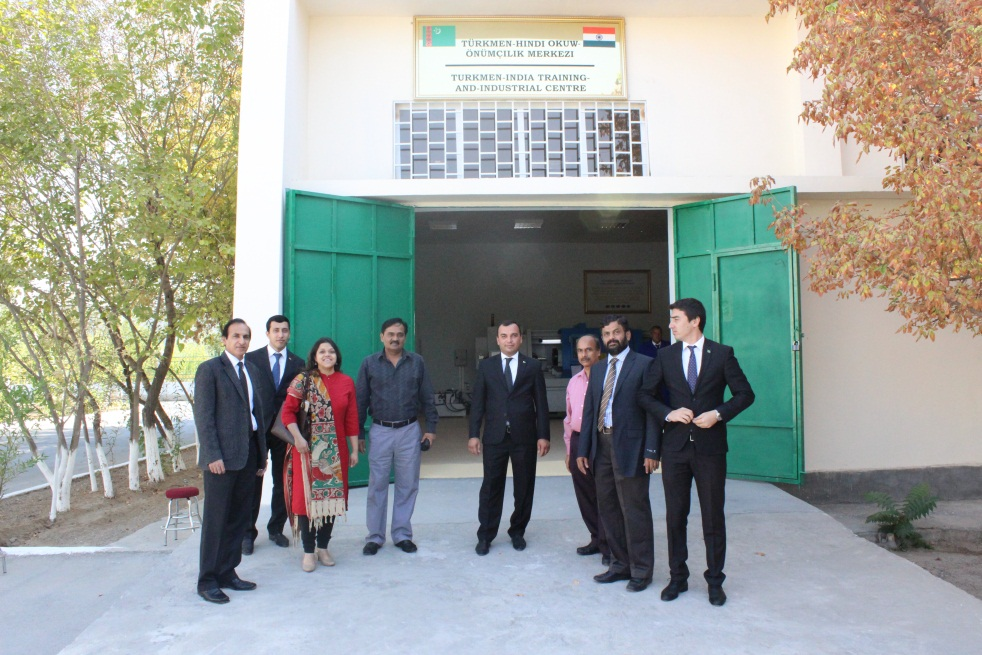 TÜRKMEN-HINDI OKUW-
ÖNÜMÇILIK MERKEZI
TURKMEN-INDIA TRAINING-
AND-INDUSTRIAL CENTRE